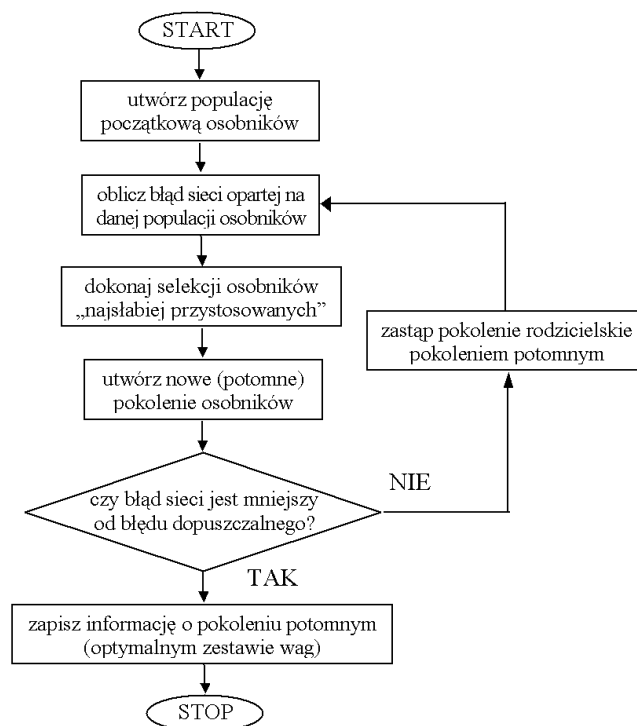 START
utwórz populację
początkową osobników
oblicz błąd sieci opartej na
danej populacji osobników
dokonaj selekcji osobników
„najsłabiej przystosowanych”
zastąp pokolenie rodzicielskie
pokoleniem potomnym
utwórz nowe (potomne)
pokolenie osobników
czy błąd sieci jest mniejszy
od błędu dopuszczalnego?
NIE
TAK
zapisz informację o pokoleniu potomnym
(optymalnym zestawie wag)
STOP